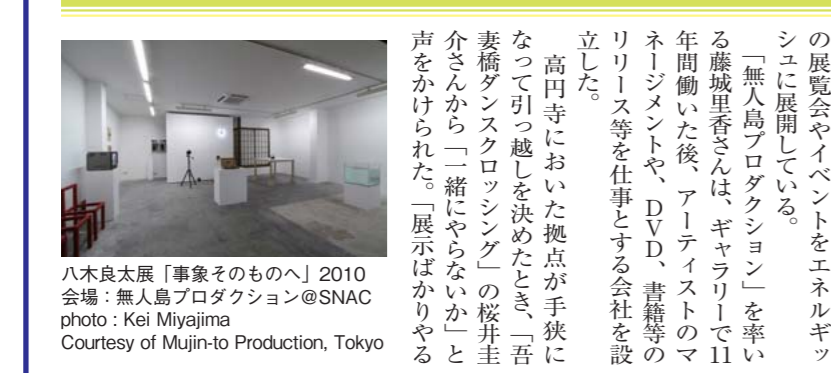 の展覧会やイベントをエネルギッ
シュに展開している。
「無人島プロダクション」を率い
る藤城里香さんは、ギャラリーで11
年間働いた後、アーティストのマ
ネージメントや、DVD、書籍等の
リリース等を仕事とする会社を設
立した。
高円寺においた拠点が手狭に
なって引っ越しを決めたとき、「吾
妻橋ダンスクロッシング」の桜井圭
介さんから「一緒にやらないか」と
声をかけられた。「展示ばかりやる
八木良太展「事象そのものへ」2010
会場:無人島プロダクション@SNAC
photo : Kei Miyajima
Courtesy of Mujin-to Production, Tokyo